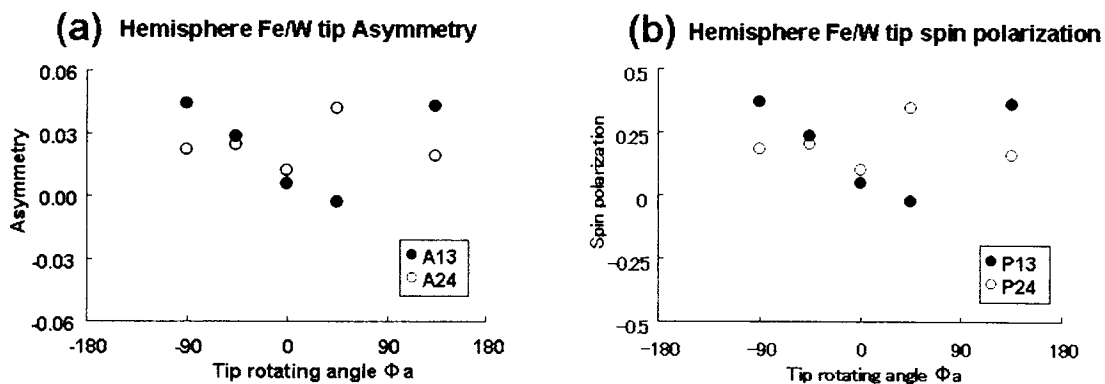 (a) Hemisphere Fe/W tip Asymmetry
0.06
0.03
0.00
-0.03
-0.06
Asymmetry
A13
A24
-180 -90 0 90 180
Tip rotating angle Φa
(b) Hemisphere Fe/W tip spin polarization
0.5
0.25
0
-0.25
-0.5
Spin polarization
P13
P24
-180 -90 0 90 180
Tip rotating angle Φa